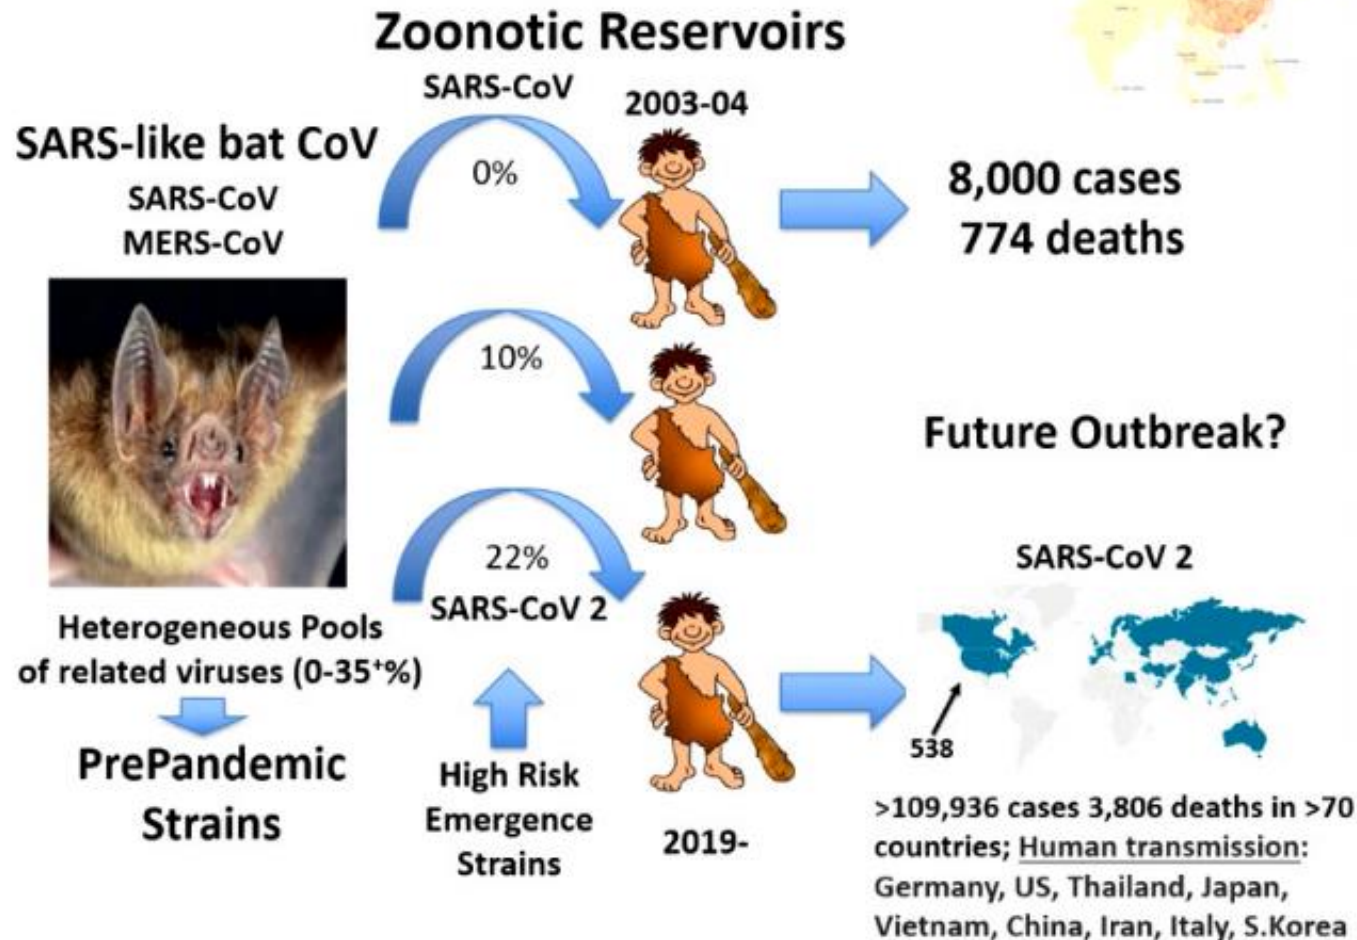 Zoonotic Reservoirs
SARS-CoV
2003-04
SARS-like bat CoV
SARS-CoV
MERS-CoV
0%
8,000 cases
774 deaths
10%
Future Outbreak?
22%
SARS-CoV 2
SARS-CoV 2
Heterogeneous Pools
of related viruses (0-35⁺%)
538
PrePandemic
Strains
High Risk
Emergence
Strains
2019-
>109,936 cases 3,806 deaths in >70
countries; Human transmission:
Germany, US, Thailand, Japan,
Vietnam, China, Iran, Italy, S.Korea